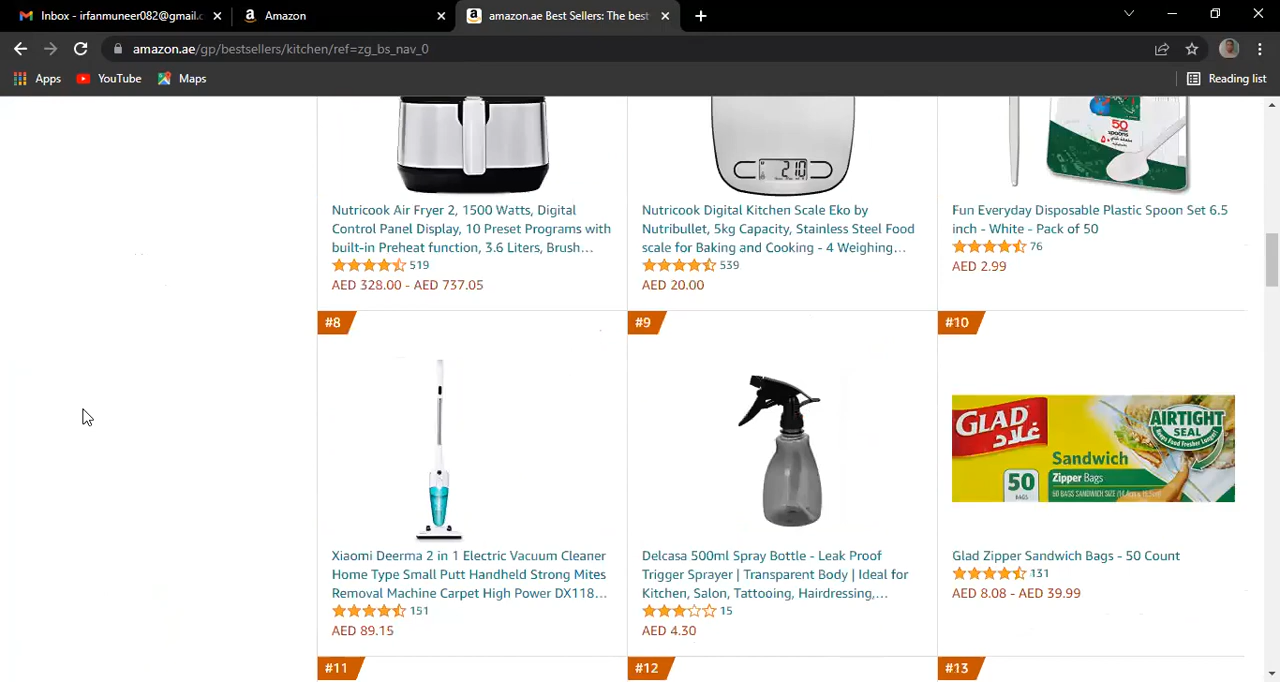 Inbox - irfanmuneer082@gmail.c
Amazon
amazon.ae Best Sellers: The best
amazon.ae/gp/bestsellers/kitchen/ref=zg_bs_nav_0
Apps
YouTube
Maps
Reading list
210
50
spoons
Nutricook Air Fryer 2, 1500 Watts, Digital
Control Panel Display, 10 Preset Programs with
built-in Preheat function, 3.6 Liters, Brush...
519
AED 328.00 - AED 737.05
Nutricook Digital Kitchen Scale Eko by
Nutribullet, 5kg Capacity, Stainless Steel Food
scale for Baking and Cooking - 4 Weighing...
539
AED 20.00
Fun Everyday Disposable Plastic Spoon Set 6.5
inch - White - Pack of 50
76
AED 2.99
#8
#9
#10
GLAD
غلاد
AIRTIGHT
SEAL
Keeps Food Fresher Longer!
Sandwich
50
BAGS
Zipper Bags
Xiaomi Deerma 2 in 1 Electric Vacuum Cleaner
Home Type Small Putt Handheld Strong Mites
Removal Machine Carpet High Power DX118...
151
AED 89.15
Delcasa 500ml Spray Bottle - Leak Proof
Trigger Sprayer | Transparent Body | Ideal for
Kitchen, Salon, Tattooing, Hairdressing,...
15
AED 4.30
Glad Zipper Sandwich Bags - 50 Count
131
AED 8.08 - AED 39.99
#11
#12
#13